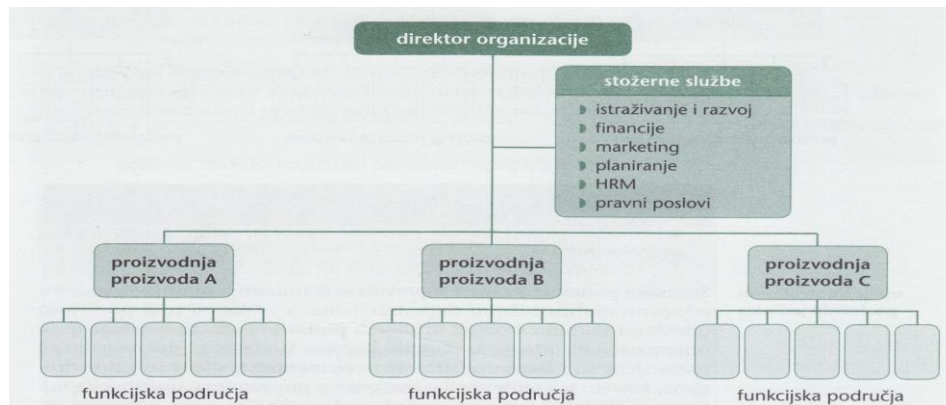 direktor organizacije
stožerne službe
istraživanje i razvoj
financije
marketing
planiranje
HRM
pravni poslovi
proizvodnja
proizvoda A
proizvodnja
proizvoda B
proizvodnja
proizvoda C
funkcijska područja
funkcijska područja
funkcijska područja